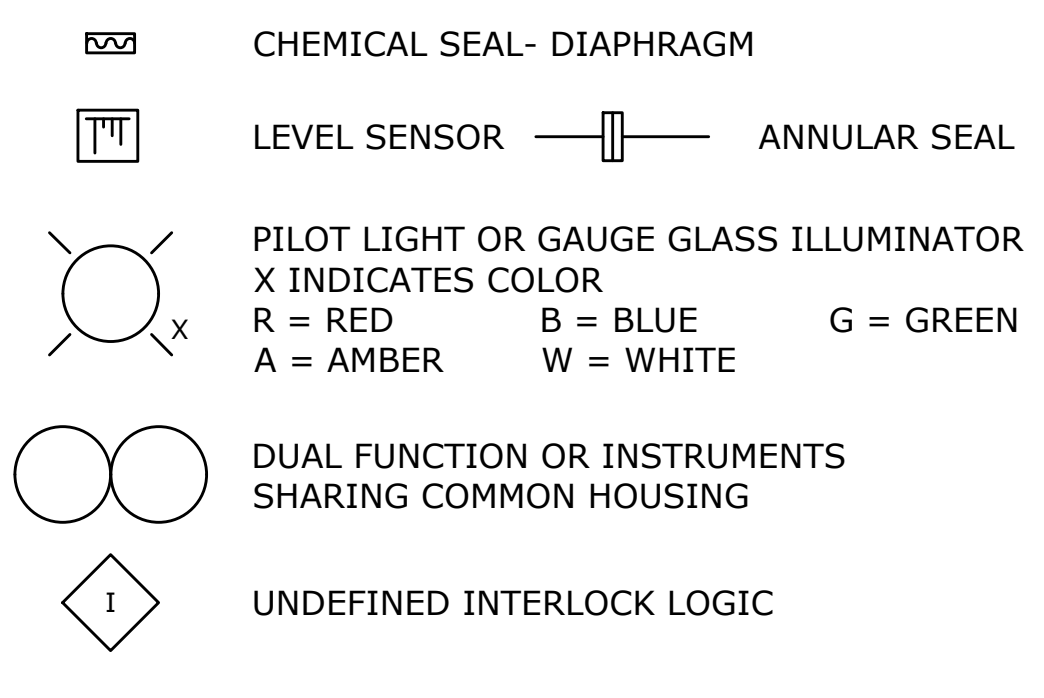 CHEMICAL SEAL- DIAPHRAGM
LEVEL SENSOR ANNULAR SEAL
PILOT LIGHT OR GAUGE GLASS ILLUMINATOR
X INDICATES COLOR
X
R = RED B = BLUE G = GREEN
A = AMBER W = WHITE
DUAL FUNCTION OR INSTRUMENTS
SHARING COMMON HOUSING
I UNDEFINED INTERLOCK LOGIC